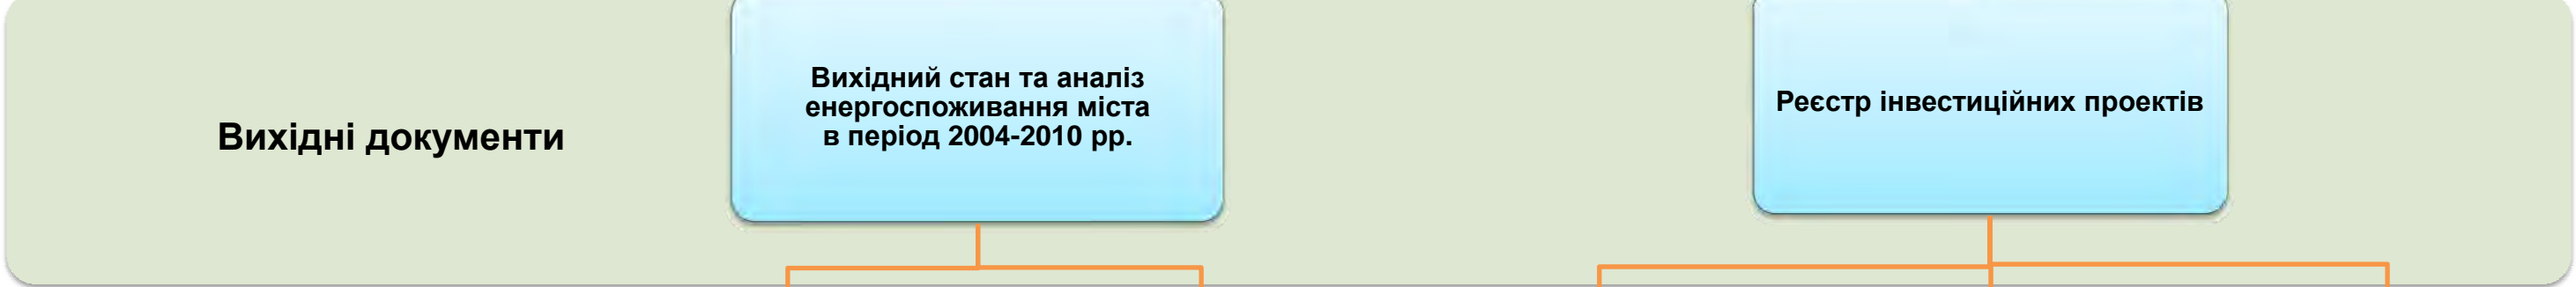 Вихідні документи
Вихідний стан та аналіз
енергоспоживання міста
в період 2004-2010 рр.
Реєстр інвестиційних проектів